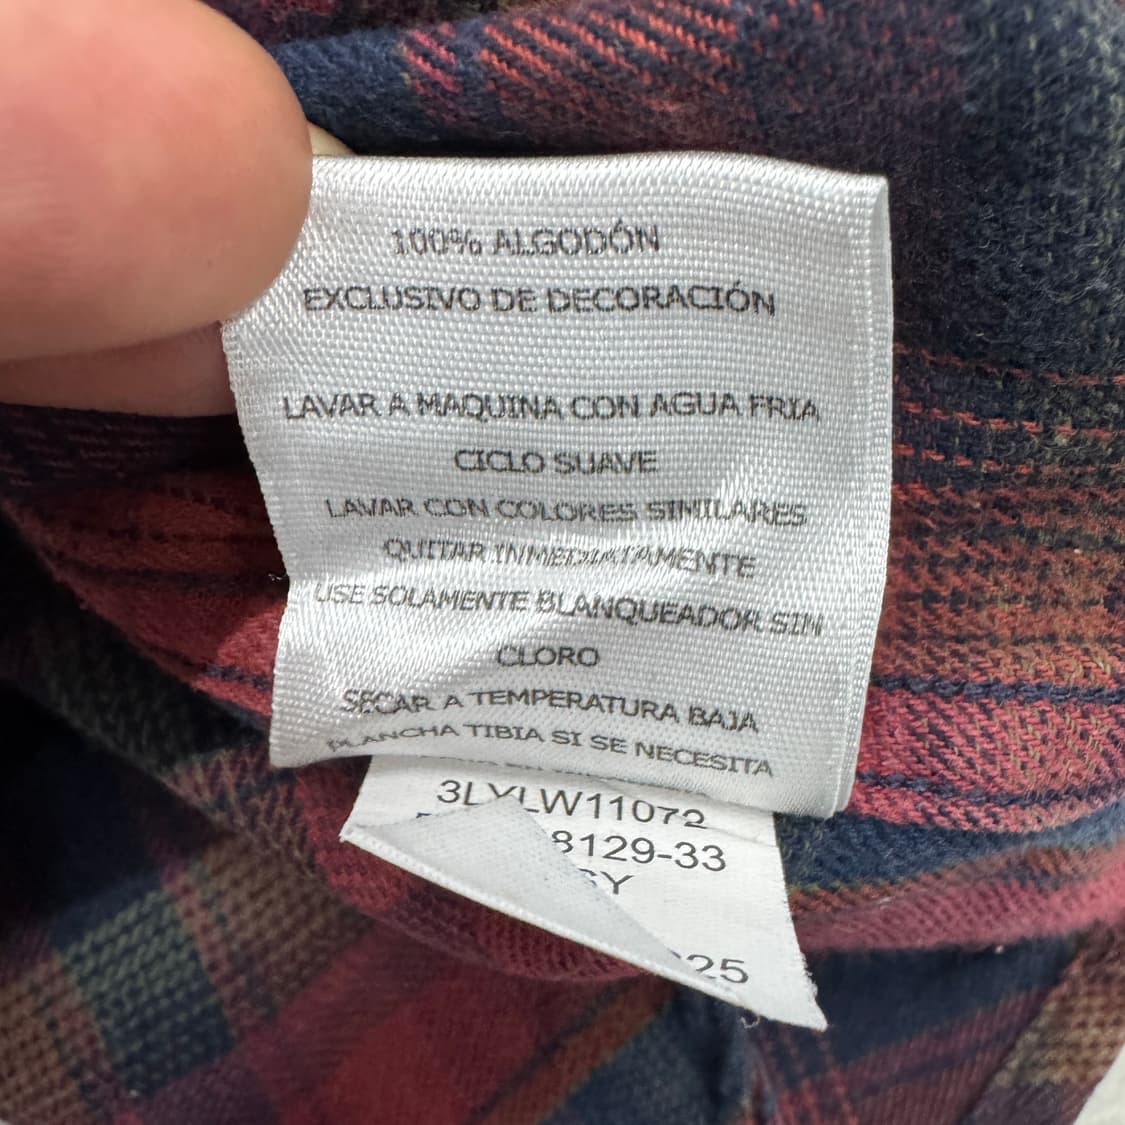 100% ALGODÓN
EXCLUSIVO DE DECORACIÓN
LAVAR A MAQUINA CON AGUA FRIA
CICLO SUAVE
LAVAR CON COLORES SIMILARES
QUITAR INMEDIATAMENTE
USE SOLAMENTE BLANQUEADOR SIN
CLORO
SECAR A TEMPERATURA BAJA
PLANCHA TIBIA SI SE NECESITA
8129-33